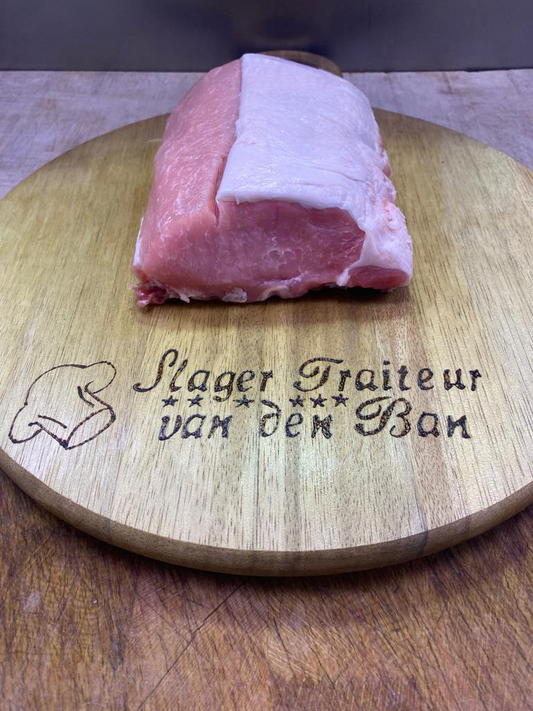 Slager Traiteur
van den Ban